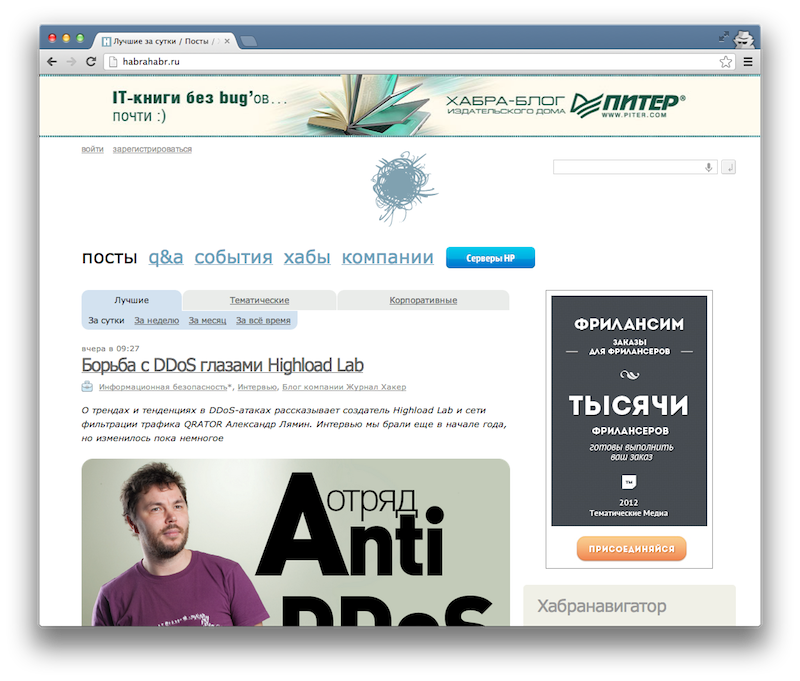 Лучшие за сутки / Посты /
habrahabr.ru
IT-книги без bug'ов...
почти :)
ХАБРА-БЛОГ
ИЗДАТЕЛЬСКОГО ДОМА
ПИТЕР®
WWW.PITER.COM
войти зарегистрироваться
посты q&a события хабы компании Серверы HP
Лучшие Тематические Корпоративные
За сутки За неделю За месяц За всё время
вчера в 09:27
Борьба с DDoS глазами Highload Lab
Информационная безопасность*, Интервью, Блог компании Журнал Хакер
О трендах и тенденциях в DDoS-атаках рассказывает создатель Highload Lab и сети
фильтрации трафика QRATOR Александр Лямин. Интервью мы брали еще в начале года,
но изменилось пока немногое
отряд
Anti
DDoS
ФРИЛАНСИМ
ЗАКАЗЫ
ДЛЯ ФРИЛАНСЕРОВ
ТЫСЯЧИ
ФРИЛАНСЕРОВ
готовы выполнить
ваш заказ
ТМ
2012
Тематические Медиа
ПРИСОЕДИНЯЙСЯ
Хабранавигатор